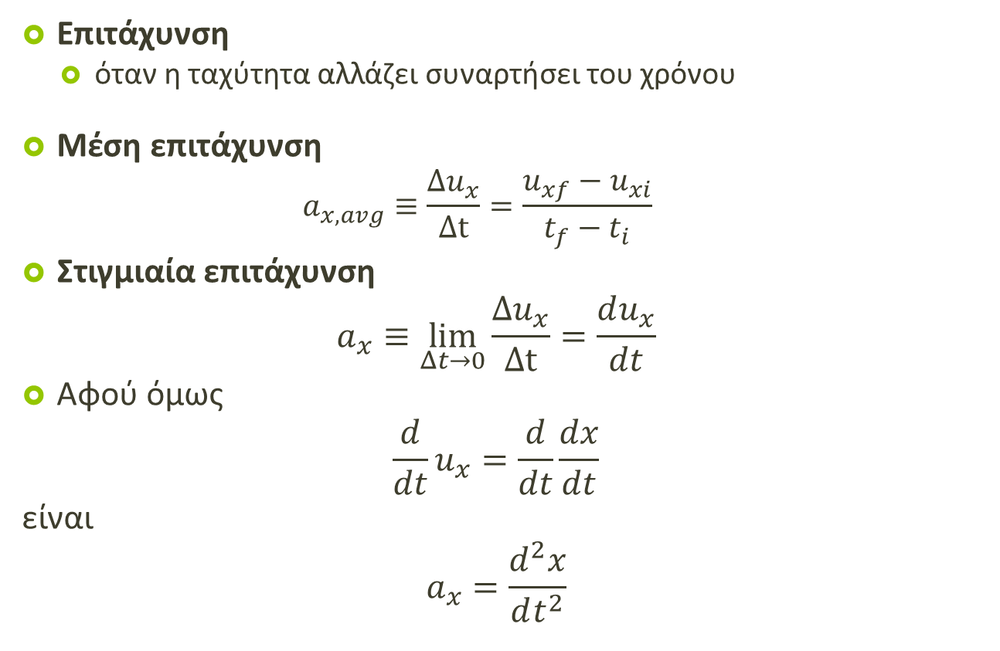 Επιτάχυνση
όταν η ταχύτητα αλλάζει συναρτήσει του χρόνου
Μέση επιτάχυνση
$a_{x,avg} \equiv \frac{\Delta u_x}{\Delta t} = \frac{u_{xf} - u_{xi}}{t_f - t_i}$
Στιγμιαία επιτάχυνση
$a_x \equiv \lim_{\Delta t \to 0} \frac{\Delta u_x}{\Delta t} = \frac{du_x}{dt}$
Αφού όμως
$\frac{d}{dt} u_x = \frac{d}{dt} \frac{dx}{dt}$
είναι
$a_x = \frac{d^2 x}{dt^2}$